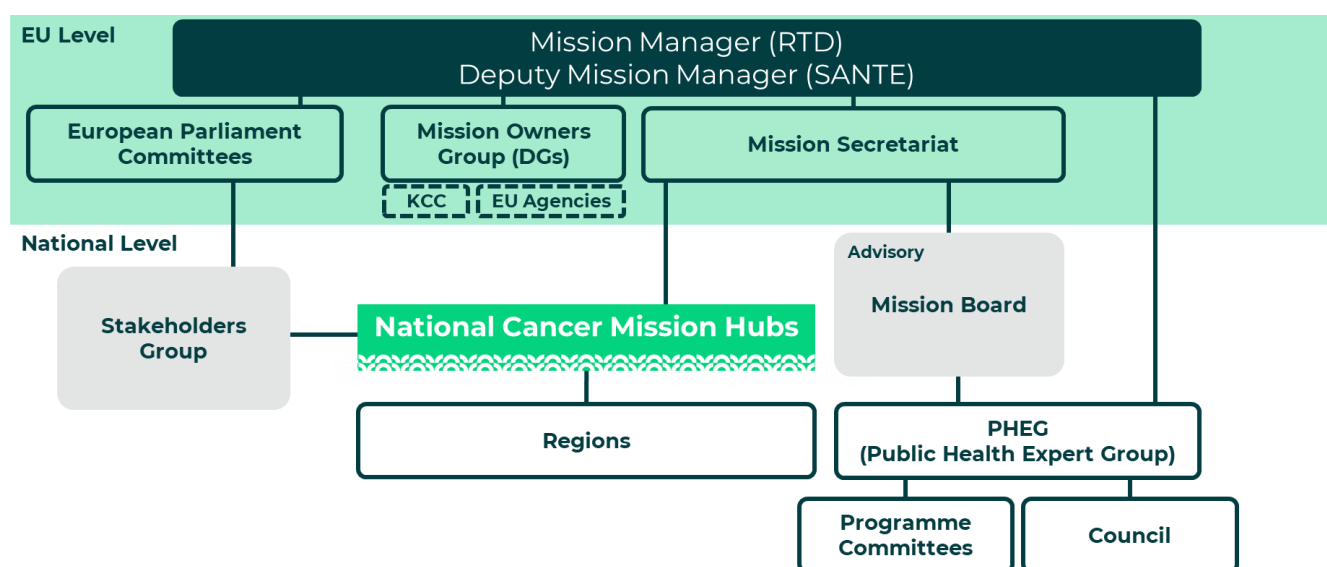 EU Level
Mission Manager (RTD)
Deputy Mission Manager (SANTE)
European Parliament
Committees
Mission Owners
Group (DGs)
Mission Secretariat
KCC
EU Agencies
National Level
Advisory
Mission Board
Stakeholders
Group
National Cancer Mission Hubs
Regions
PHEG
(Public Health Expert Group)
Programme
Committees
Council